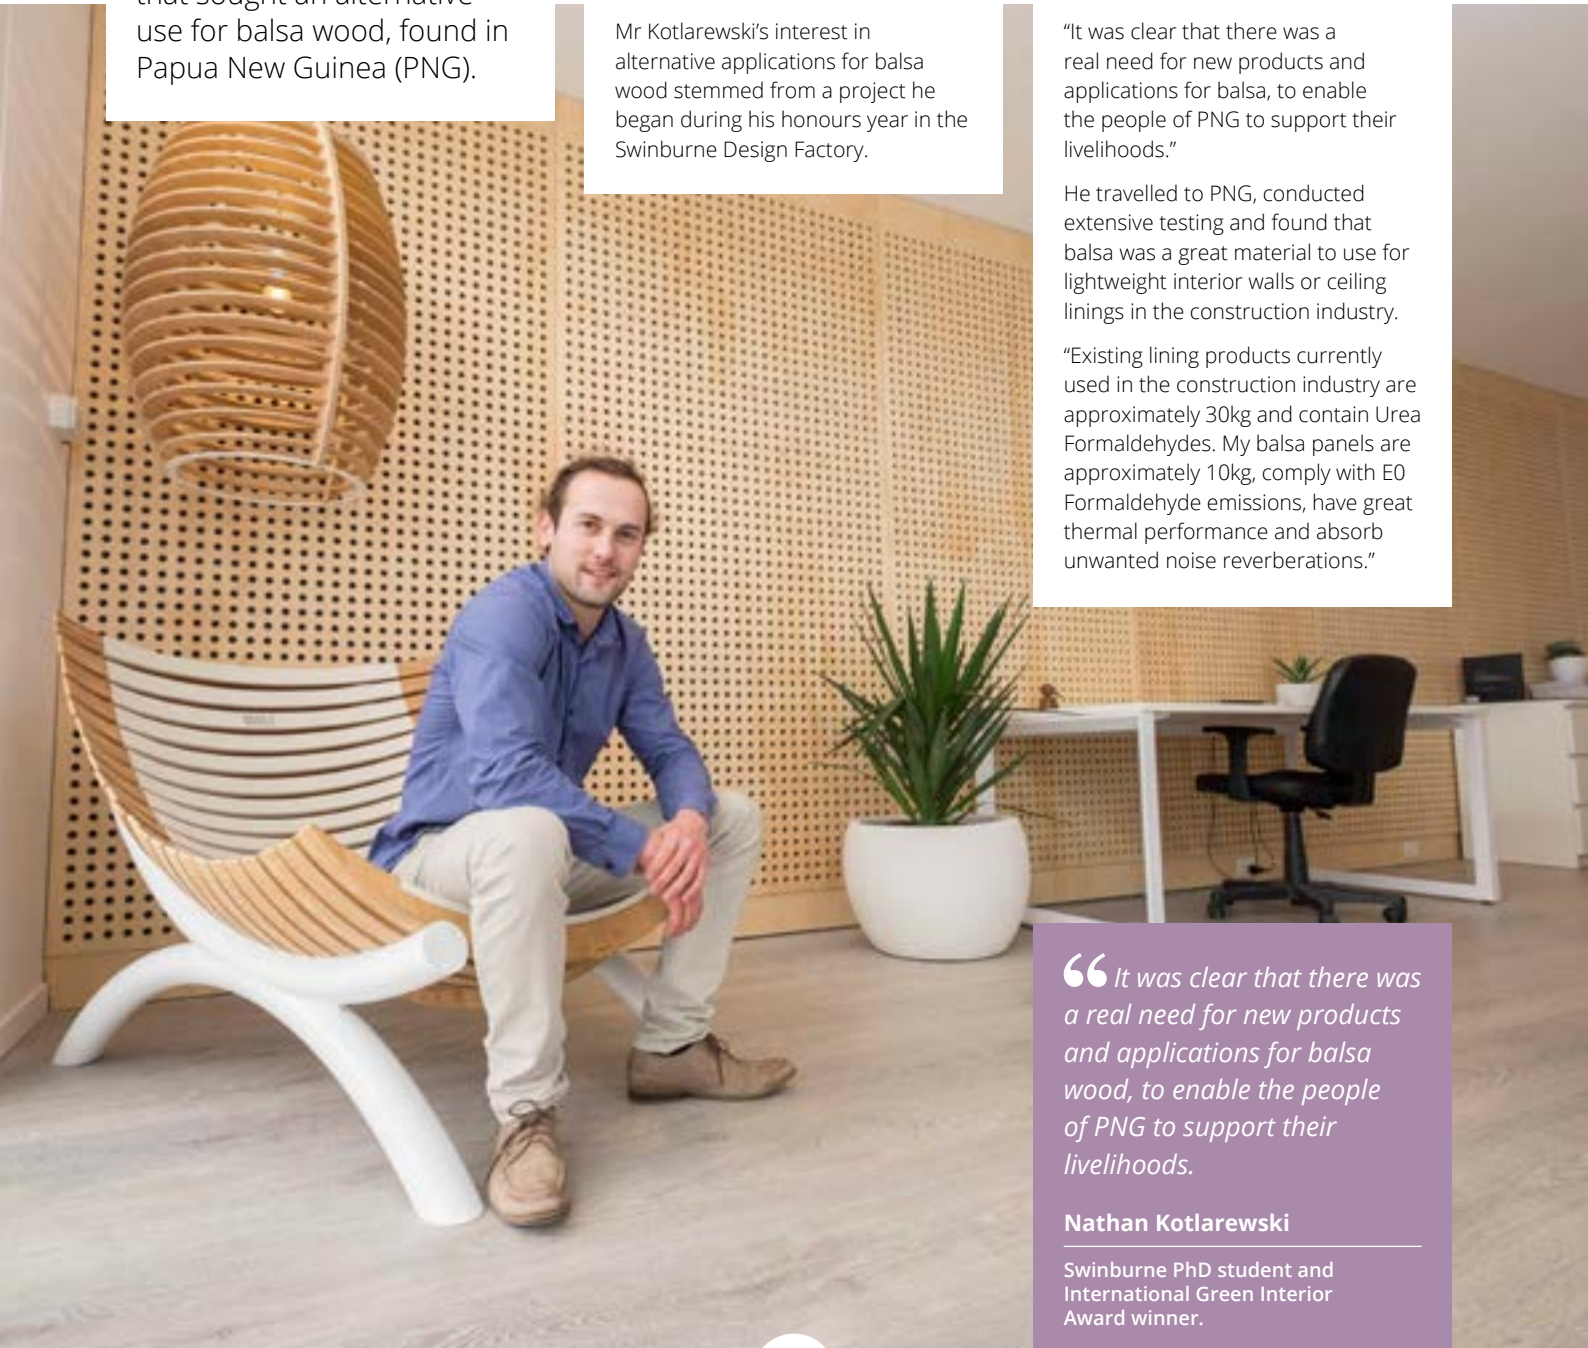 that sought an alternative
use for balsa wood, found in
Papua New Guinea (PNG).
Mr Kotlarewski’s interest in
alternative applications for balsa
wood stemmed from a project he
began during his honours year in the
Swinburne Design Factory.
“It was clear that there was a
real need for new products and
applications for balsa, to enable
the people of PNG to support their
livelihoods.”
He travelled to PNG, conducted
extensive testing and found that
balsa was a great material to use for
lightweight interior walls or ceiling
linings in the construction industry.
“Existing lining products currently
used in the construction industry are
approximately 30kg and contain Urea
Formaldehydes. My balsa panels are
approximately 10kg, comply with E0
Formaldehyde emissions, have great
thermal performance and absorb
unwanted noise reverberations.”
“ It was clear that there was
a real need for new products
and applications for balsa
wood, to enable the people
of PNG to support their
livelihoods.
Nathan Kotlarewski
Swinburne PhD student and
International Green Interior
Award winner.